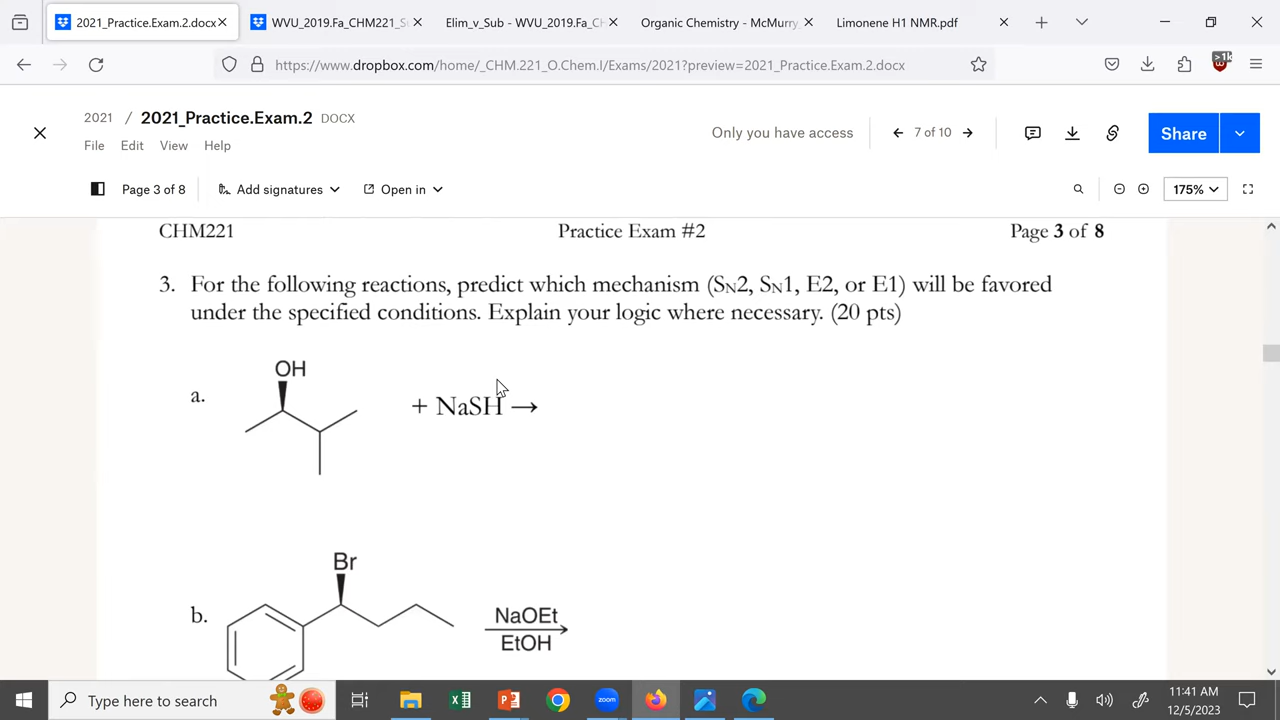 2021_Practice.Exam.2.docx
WVU_2019.Fa_CHM221_S
Elim_v_Sub - WVU_2019.Fa_CH
Organic Chemistry - McMurry
Limonene H1 NMR.pdf
https://www.dropbox.com/home/_CHM.221_O.Chem.I/Exams/2021?preview=2021_Practice.Exam.2.docx
>1k
2021 / 2021_Practice.Exam.2 DOCX
File Edit View Help
Only you have access
7 of 10
Share
Page 3 of 8
Add signatures
Open in
175%
CHM221 Practice Exam #2 Page 3 of 8
3. For the following reactions, predict which mechanism (SN2, SN1, E2, or E1) will be favored
under the specified conditions. Explain your logic where necessary. (20 pts)
OH
a.
+ NaSH →
Br
b.
NaOEt
EtOH
Type here to search
zoom
11:41 AM
12/5/2023